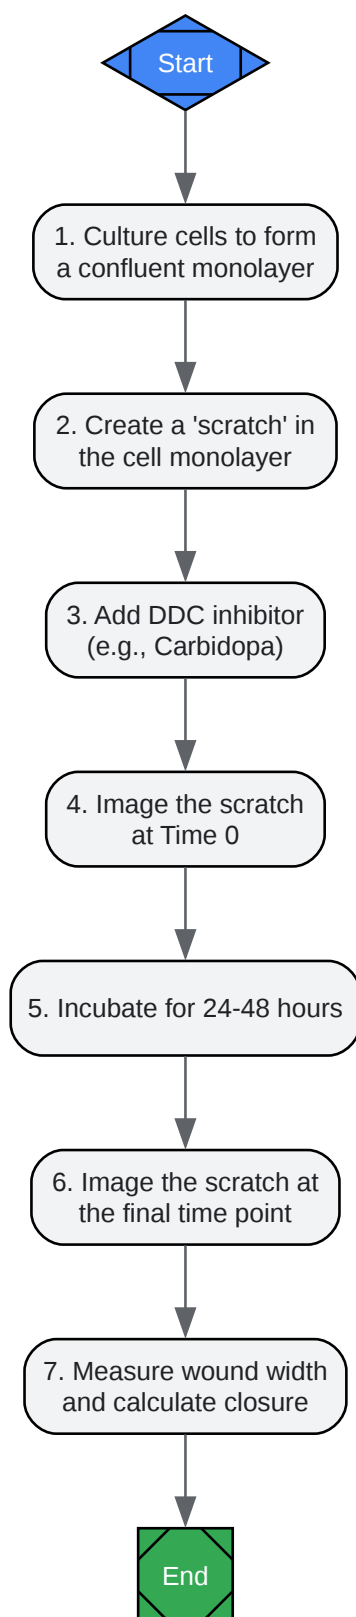 Start
1. Culture cells to form
a confluent monolayer
2. Create a 'scratch' in
the cell monolayer
3. Add DDC inhibitor
(e.g., Carbidopa)
4. Image the scratch
at Time 0
5. Incubate for 24-48 hours
6. Image the scratch at
the final time point
7. Measure wound width
and calculate closure
End